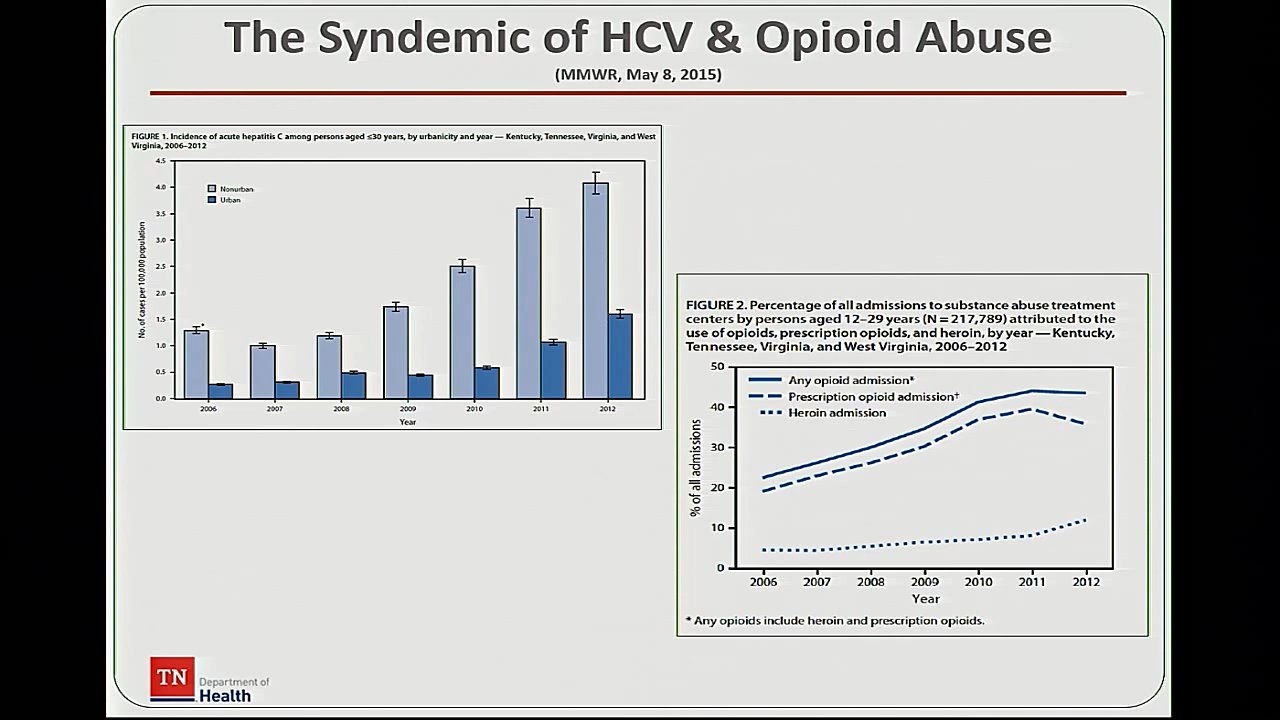 The Syndemic of HCV & Opioid Abuse
(MMWR, May 8, 2015)
FIGURE 1. Incidence of acute hepatitis C among persons aged ≤30 years, by urbanicity and year — Kentucky, Tennessee, Virginia, and West
Virginia, 2006–2012
4.5
4.0
3.5
3.0
2.5
2.0
1.5
1.0
0.5
0.0
No. of cases per 100,000 population
Nonurban
Urban
*
2006 2007 2008 2009 2010 2011 2012
Year
FIGURE 2. Percentage of all admissions to substance abuse treatment
centers by persons aged 12–29 years (N = 217,789) attributed to the
use of opioids, prescription opioids, and heroin, by year — Kentucky,
Tennessee, Virginia, and West Virginia, 2006–2012
50
40
30
20
10
0
% of all admissions
Any opioid admission*
Prescription opioid admission†
Heroin admission
2006 2007 2008 2009 2010 2011 2012
Year
* Any opioids include heroin and prescription opioids.
TN
Department of
Health